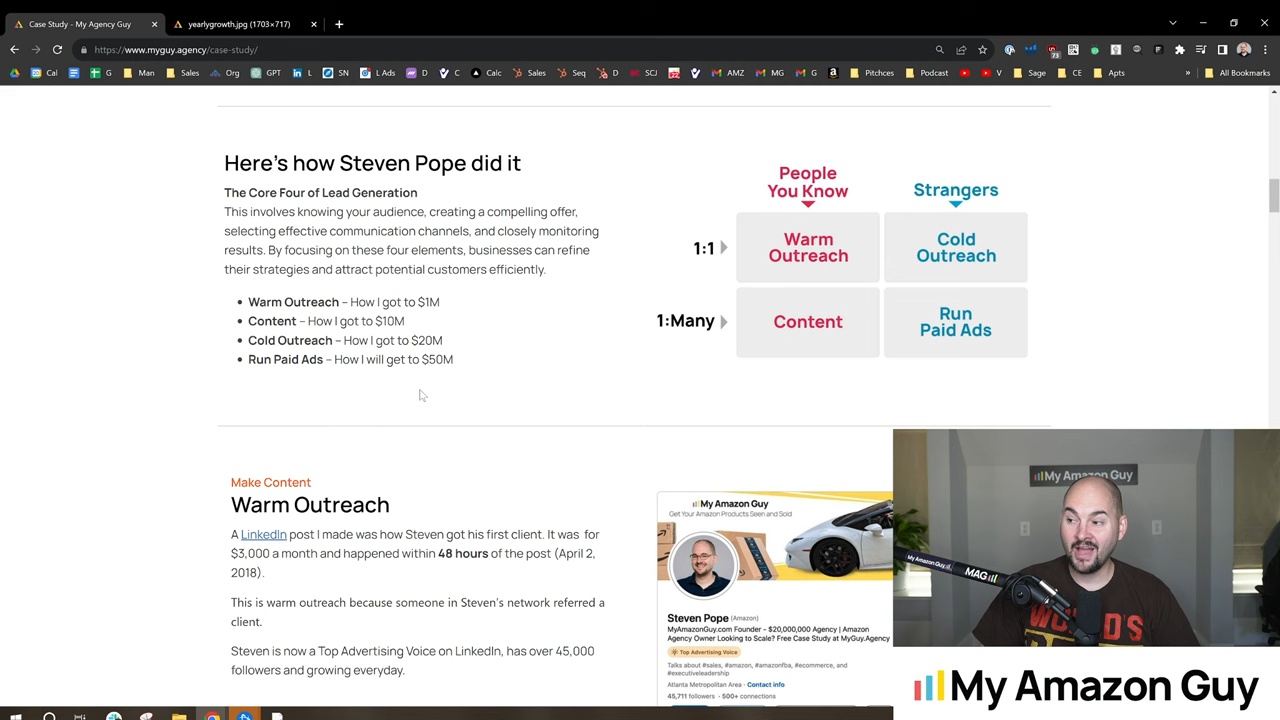 Case Study - My Agency Guy
yearlygrowth.jpg (1703×717)
https://www.myguy.agency/case-study/
73
Cal
G
Man
Sales
Org
GPT
L
SN
L Ads
D
C
Calc
Sales
Seq
D
SCJ
AMZ
MG
G
Pitchces
Podcast
V
Sage
CE
Apts
»
All Bookmarks
Here's how Steven Pope did it
The Core Four of Lead Generation
This involves knowing your audience, creating a compelling offer,
selecting effective communication channels, and closely monitoring
results. By focusing on these four elements, businesses can refine
their strategies and attract potential customers efficiently.
• Warm Outreach – How I got to $1M
• Content – How I got to $10M
• Cold Outreach – How I got to $20M
• Run Paid Ads – How I will get to $50M
People
You Know
Strangers
1:1
Warm
Outreach
Cold
Outreach
1:Many
Content
Run
Paid Ads
Make Content
Warm Outreach
A LinkedIn post I made was how Steven got his first client. It was for
$3,000 a month and happened within 48 hours of the post (April 2,
2018).
This is warm outreach because someone in Steven's network referred a
client.
Steven is now a Top Advertising Voice on LinkedIn, has over 45,000
followers and growing everyday.
My Amazon Guy
Get Your Amazon Products Seen and Sold
Steven Pope (Amazon)
MyAmazonGuy.com Founder – $20,000,000 Agency | Amazon
Agency Owner Looking to Scale? Free Case Study at MyGuy.Agency
Top Advertising Voice
Talks about #sales, #amazon, #amazonfba, #ecommerce, and
#executiveleadership
Atlanta Metropolitan Area · Contact info
45,711 followers · 500+ connections
My Amazon Guy
My Amazon Guy
MAG
WORLD'S
My Amazon Guy